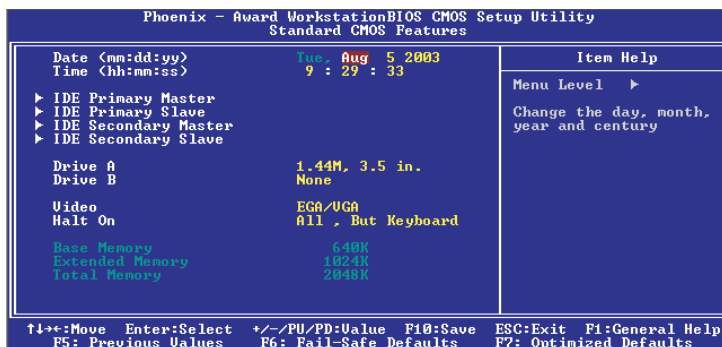 Phoenix - Award WorkstationBIOS CMOS Setup Utility
Standard CMOS Features
Date (mm:dd:yy) Tue, Aug 5 2003
Time (hh:mm:ss) 9 : 29 : 33
▶ IDE Primary Master
▶ IDE Primary Slave
▶ IDE Secondary Master
▶ IDE Secondary Slave
Drive A 1.44M, 3.5 in.
Drive B None
Video EGA/VGA
Halt On All , But Keyboard
Base Memory 640K
Extended Memory 1024K
Total Memory 2048K
Item Help
Menu Level ▶
Change the day, month,
year and century
↑↓→←:Move Enter:Select +/-/PU/PD:Value F10:Save ESC:Exit F1:General Help
F5: Previous Values F6: Fail-Safe Defaults F7: Optimized Defaults